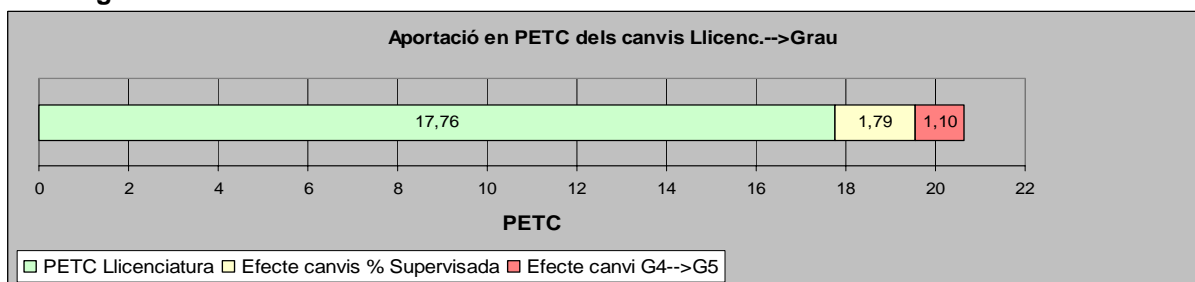 Aportació en PETC dels canvis Llicenc.-->Grau
17,76 1,79 1,10
0 2 4 6 8 10 12 14 16 18 20 22
PETC
PETC Llicenciatura Efecte canvis % Supervisada Efecte canvi G4-->G5